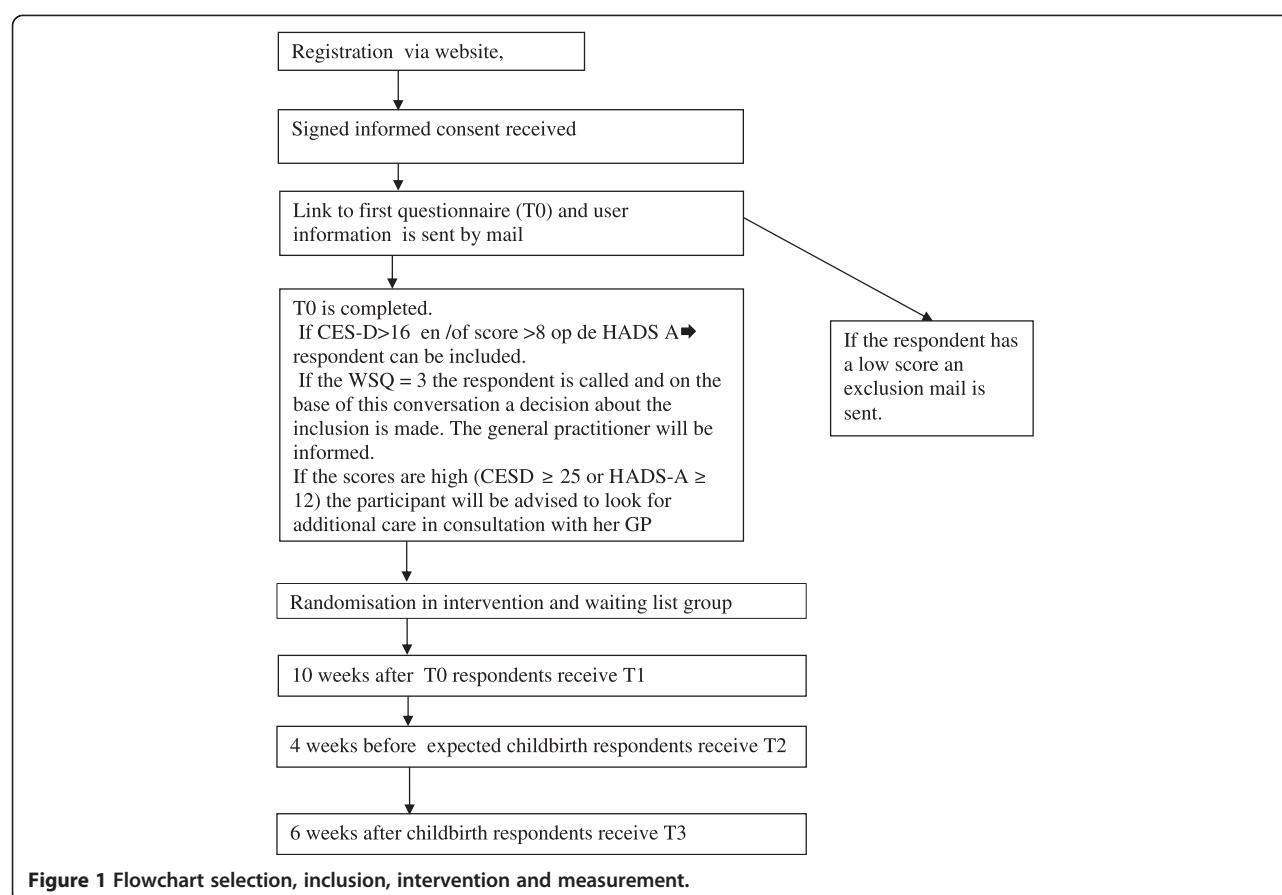 Registration via website,
Signed informed consent received
Link to first questionnaire (T0) and user
information is sent by mail
T0 is completed.
If CES-D>16 en /of score >8 op de HADS A➡
respondent can be included.
If the WSQ = 3 the respondent is called and on the
base of this conversation a decision about the
inclusion is made. The general practitioner will be
informed.
If the scores are high (CESD ≥ 25 or HADS-A ≥
12) the participant will be advised to look for
additional care in consultation with her GP
If the respondent has
a low score an
exclusion mail is
sent.
Randomisation in intervention and waiting list group
10 weeks after T0 respondents receive T1
4 weeks before expected childbirth respondents receive T2
6 weeks after childbirth respondents receive T3
Figure 1 Flowchart selection, inclusion, intervention and measurement.